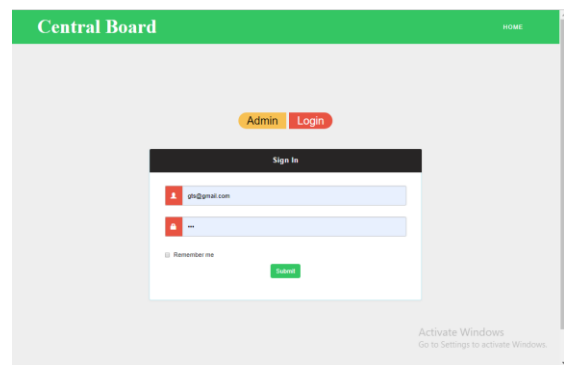 Central Board
HOME
Admin Login
Sign In
gts@gmail.com
•••
Remember me
Submit
Activate Windows
Go to Settings to activate Windows.